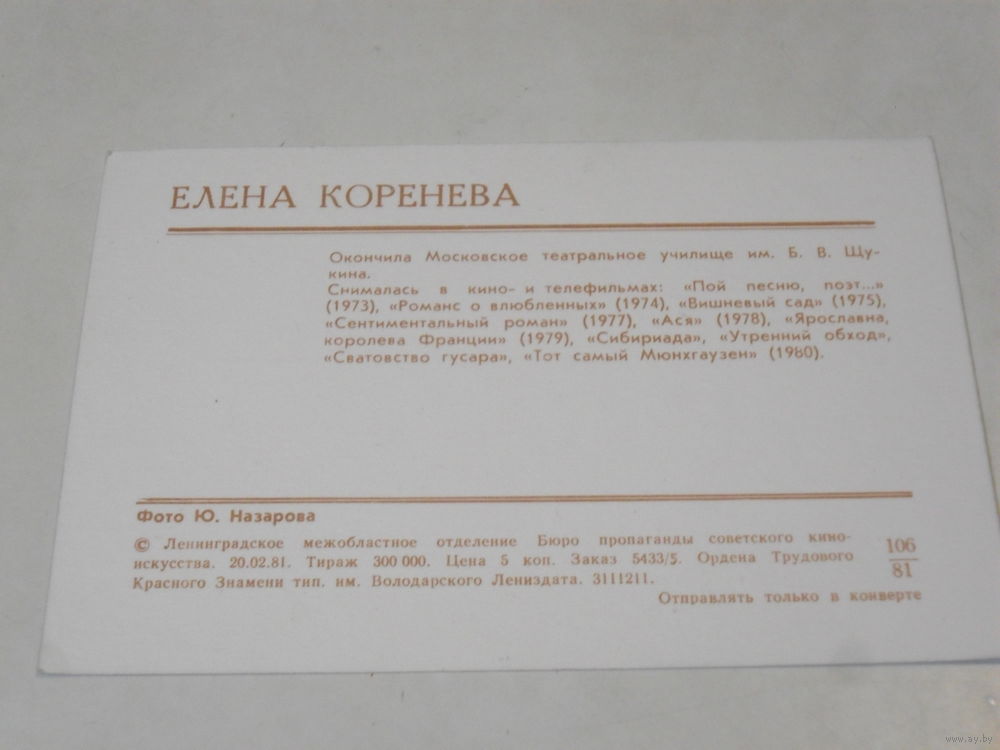 ЕЛЕНА КОРЕНЕВА
Окончила Московское театральное училище им. Б. В. Щу-
кина.
Снималась в кино- и телефильмах: «Пой песню, поэт...»
(1973), «Романс о влюбленных» (1974), «Вишневый сад» (1975),
«Сентиментальный роман» (1977), «Ася» (1978), «Ярославна,
королева Франции» (1979), «Сибириада», «Утренний обход»,
«Сватовство гусара», «Тот самый Мюнхгаузен» (1980).
Фото Ю. Назарова
© Ленинградское межобластное отделение Бюро пропаганды советского кино-
искусства. 20.02.81. Тираж 300 000. Цена 5 коп. Заказ 5433/5. Ордена Трудового
Красного Знамени тип. им. Володарского Лениздата. 3111211.
106
81
Отправлять только в конверте
www.ay.by